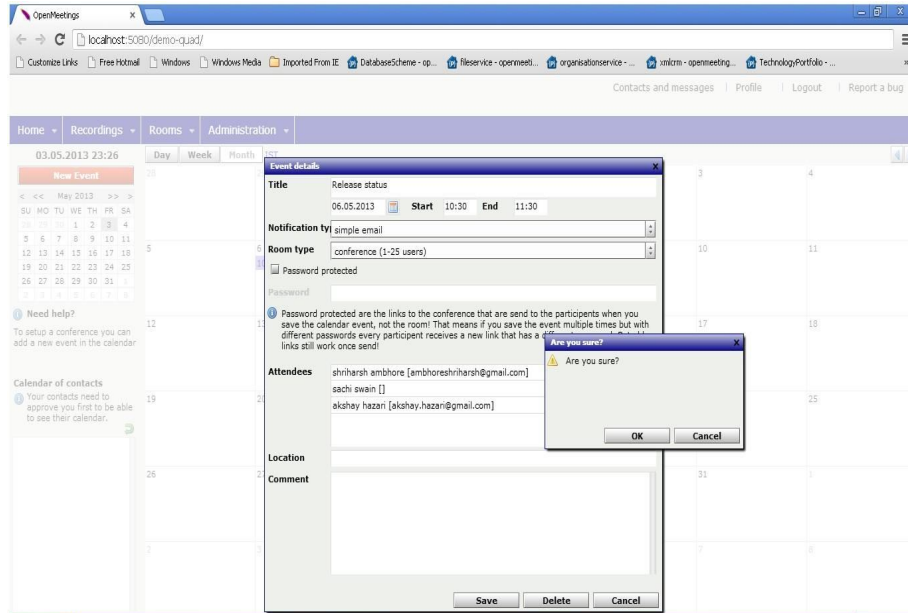 OpenMeetings x
localhost:5080/demo-quad/
Customize Links Free Hotmail Windows Windows Media Imported From IE DatabaseScheme - op... fileservice - openmeeti... organisationservice - ... xmlcrm - openmeeting... TechnologyPortfolio - ...
Contacts and messages | Profile | Logout | Report a bug
Home Recordings Rooms Administration
03.05.2013 23:26
Day Week Month IST
New Event
< << May 2013 >> >
SU MO TU WE TH FR SA
28 29 30 1 2 3 4
5 6 7 8 9 10 11
12 13 14 15 16 17 18
19 20 21 22 23 24 25
26 27 28 29 30 31 1
2 3 4 5 6 7 8
Need help?
To setup a conference you can
add a new event in the calendar
Calendar of contacts
Your contacts need to
approve you first to be able
to see their calendar.
28 3 4
5 6 10 11
12 17 18
19 25
26 31 1
2 7 8
Event details x
Title Release status
06.05.2013 Start 10:30 End 11:30
Notification ty simple email
Room type conference (1-25 users)
Password protected
Password
Password protected are the links to the conference that are send to the participants when you
save the calendar event, not the room! That means if you save the event multiple times but with
different passwords every participant receives a new link that has a
links still work once send!
Attendees shriharsh ambhore [ambhoreshriharsh@gmail.com]
sachi swain []
akshay hazari [akshay.hazari@gmail.com]
Location
Comment
Save Delete Cancel
Are you sure? x
Are you sure?
OK Cancel